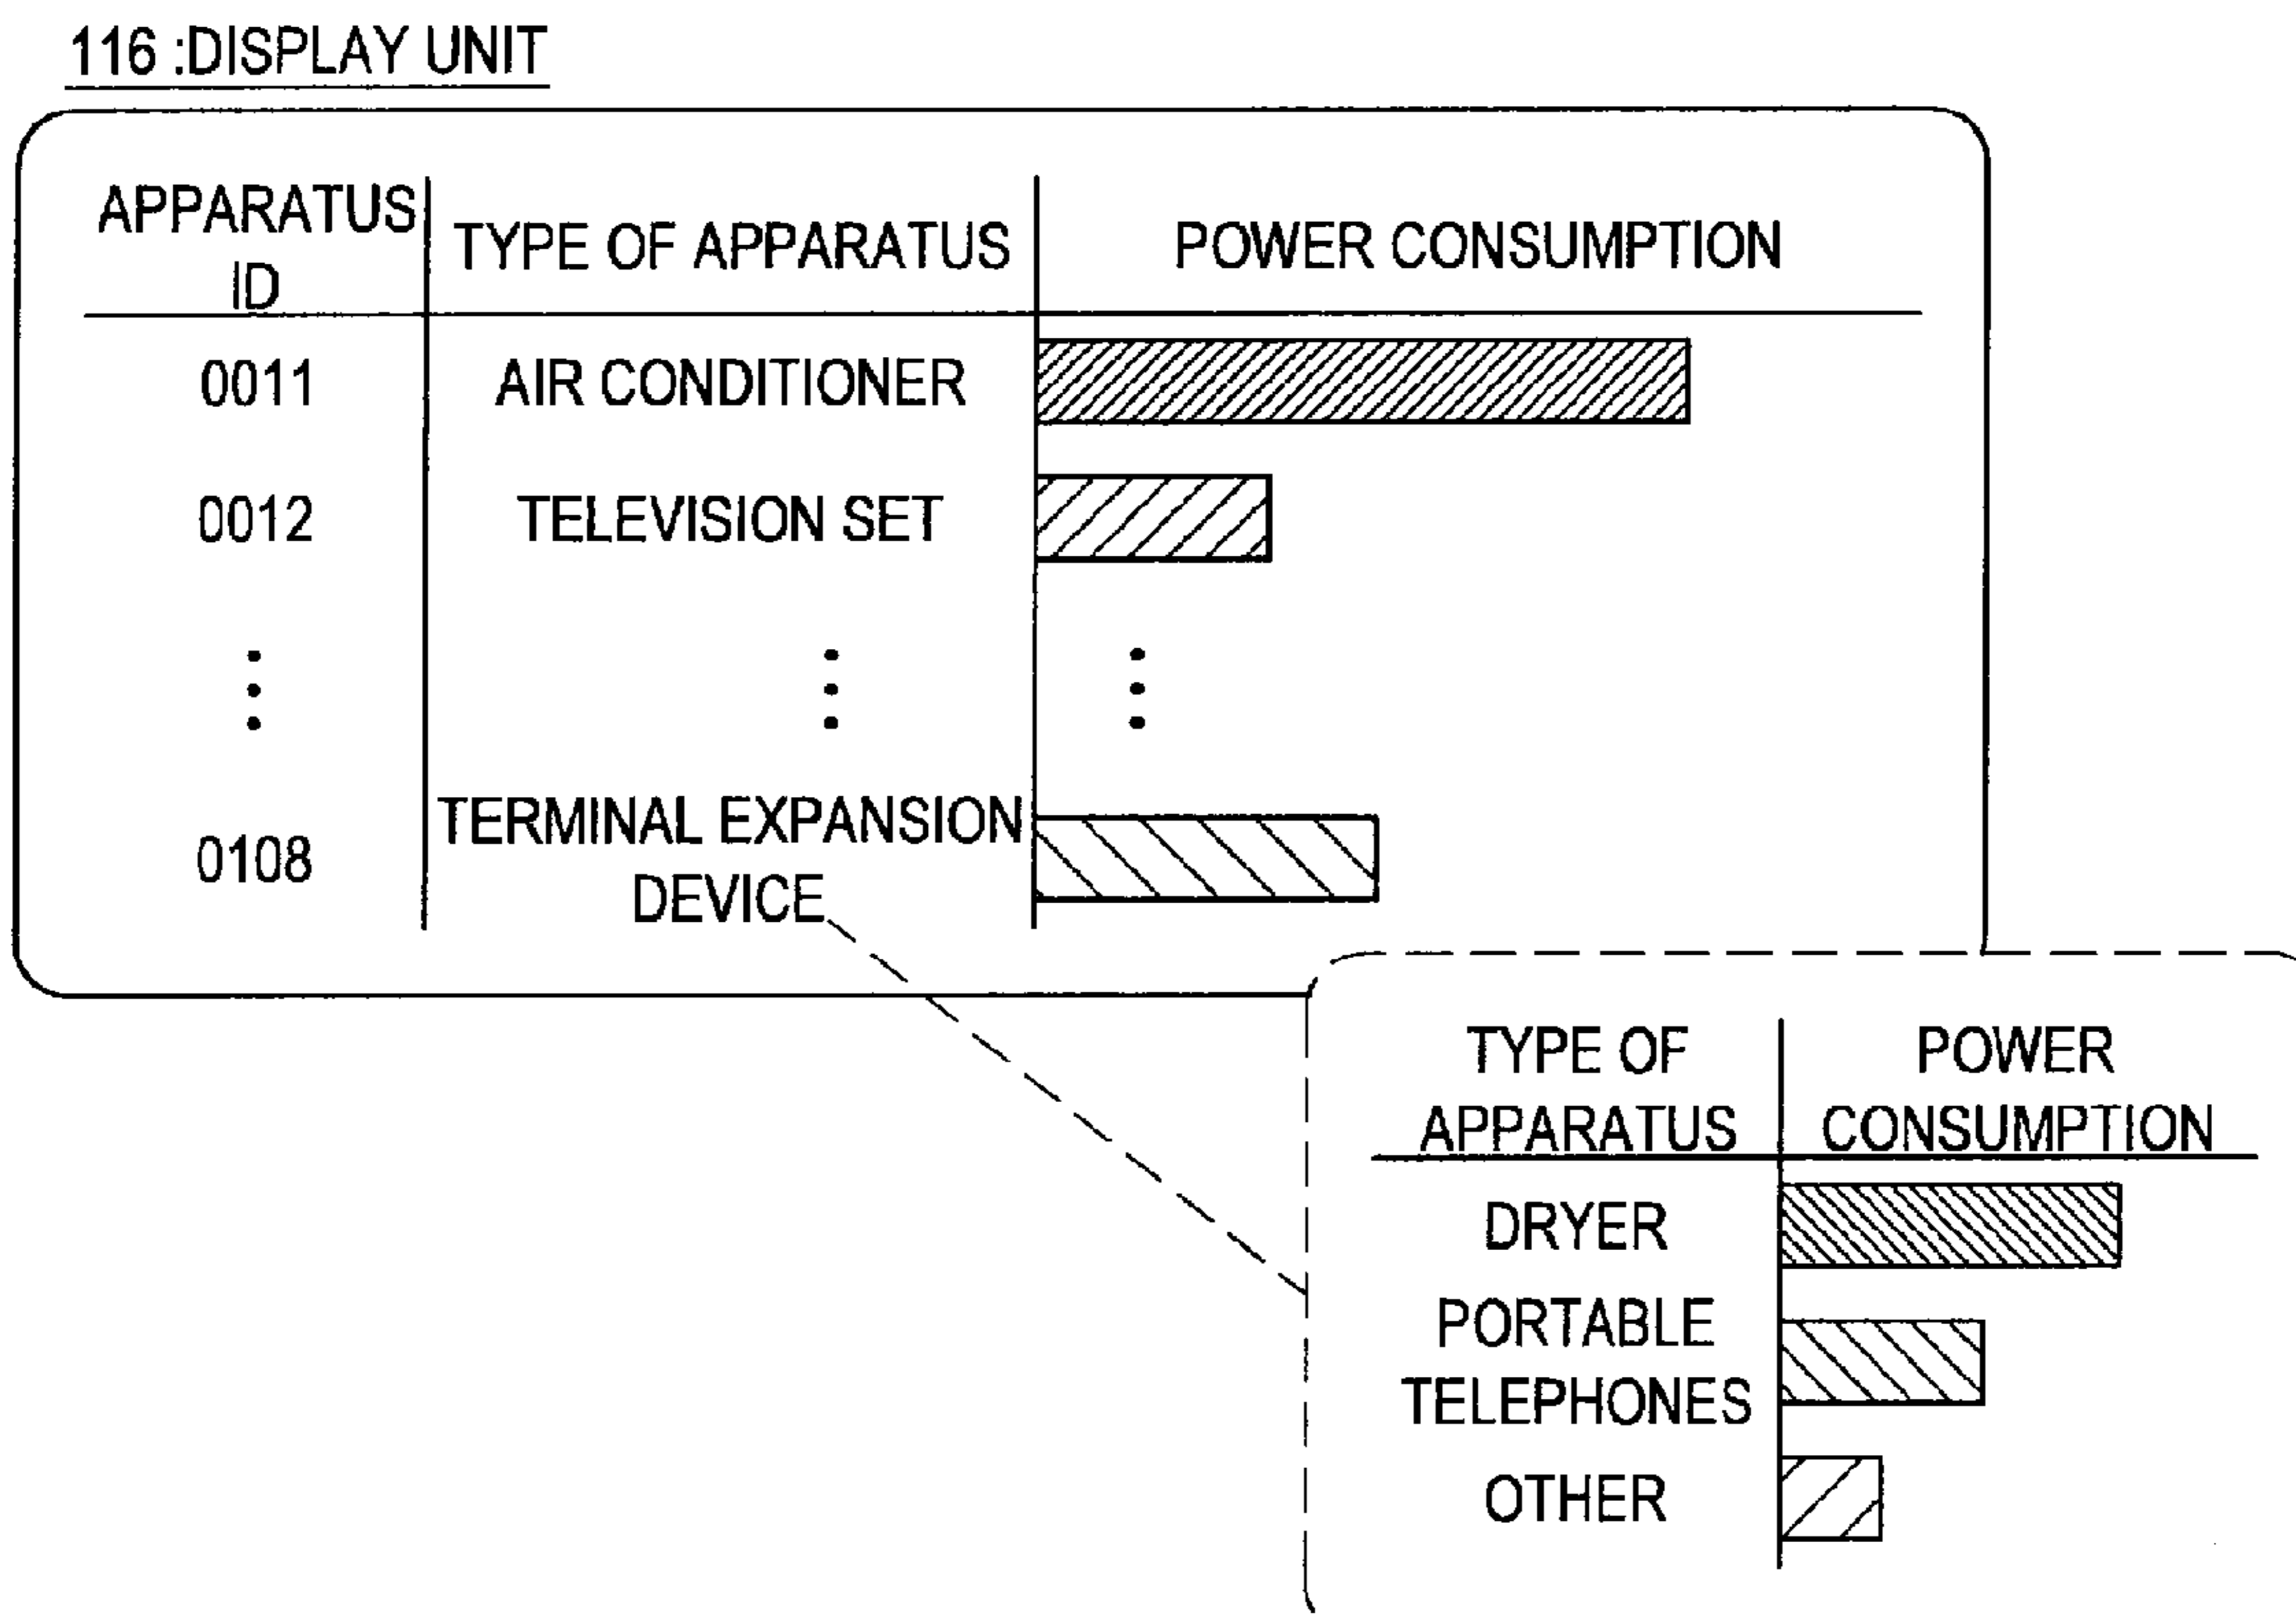 116 :DISPLAY UNIT
APPARATUS
ID
TYPE OF APPARATUS
POWER CONSUMPTION
0011
AIR CONDITIONER
0012
TELEVISION SET
0108
TERMINAL EXPANSION
DEVICE
TYPE OF
APPARATUS
POWER
CONSUMPTION
DRYER
PORTABLE
TELEPHONES
OTHER